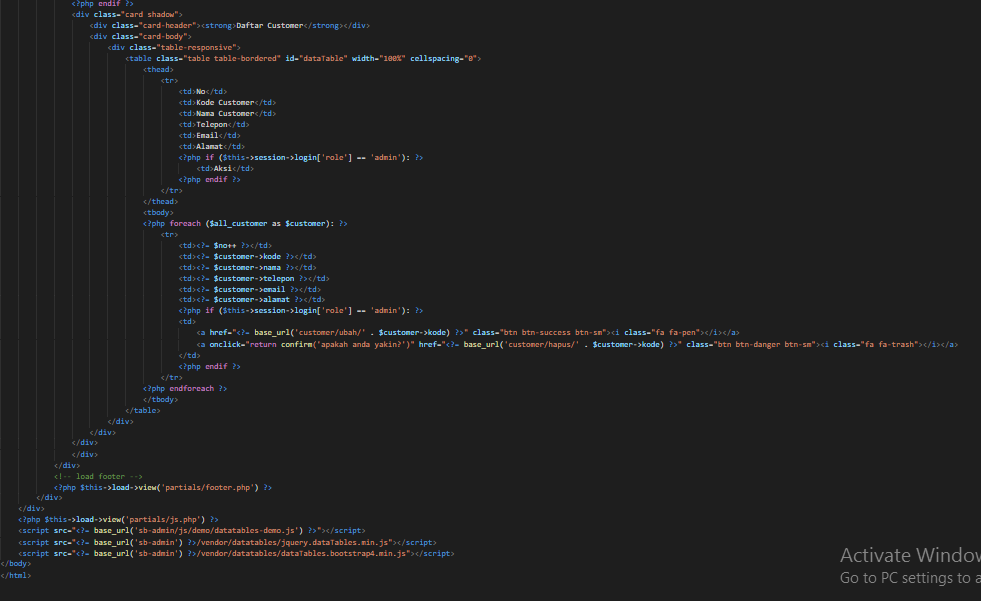 <?php endif ?>
<div class="card shadow">
<div class="card-header"><strong>Daftar Customer</strong></div>
<div class="card-body">
<div class="table-responsive">
<table class="table table-bordered" id="dataTable" width="100%" cellspacing="0">
<thead>
<tr>
<td>No</td>
<td>Kode Customer</td>
<td>Nama Customer</td>
<td>Telepon</td>
<td>Email</td>
<td>Alamat</td>
<?php if ($this->session->login['role'] == 'admin'): ?>
<td>Aksi</td>
<?php endif ?>
</tr>
</thead>
<tbody>
<?php foreach ($all_customer as $customer): ?>
<tr>
<td><?= $no++ ?></td>
<td><?= $customer->kode ?></td>
<td><?= $customer->nama ?></td>
<td><?= $customer->telepon ?></td>
<td><?= $customer->email ?></td>
<td><?= $customer->alamat ?></td>
<?php if ($this->session->login['role'] == 'admin'): ?>
<td>
<a href="<?= base_url('customer/ubah/' . $customer->kode) ?>" class="btn btn-success btn-sm"><i class="fa fa-pen"></i></a>
<a onclick="return confirm('apakah anda yakin?')" href="<?= base_url('customer/hapus/' . $customer->kode) ?>" class="btn btn-danger btn-sm"><i class="fa fa-trash"></i></a>
</td>
<?php endif ?>
</tr>
<?php endforeach ?>
</tbody>
</table>
</div>
</div>
</div>
</div>
</div>
<!-- load footer -->
<?php $this->load->view('partials/footer.php') ?>
</div>
</div>
<?php $this->load->view('partials/js.php') ?>
<script src="<?= base_url('sb-admin/js/demo/datatables-demo.js') ?>"></script>
<script src="<?= base_url('sb-admin') ?>/vendor/datatables/jquery.dataTables.min.js"></script>
<script src="<?= base_url('sb-admin') ?>/vendor/datatables/dataTables.bootstrap4.min.js"></script>
</body>
</html>
Activate Window
Go to PC settings to a